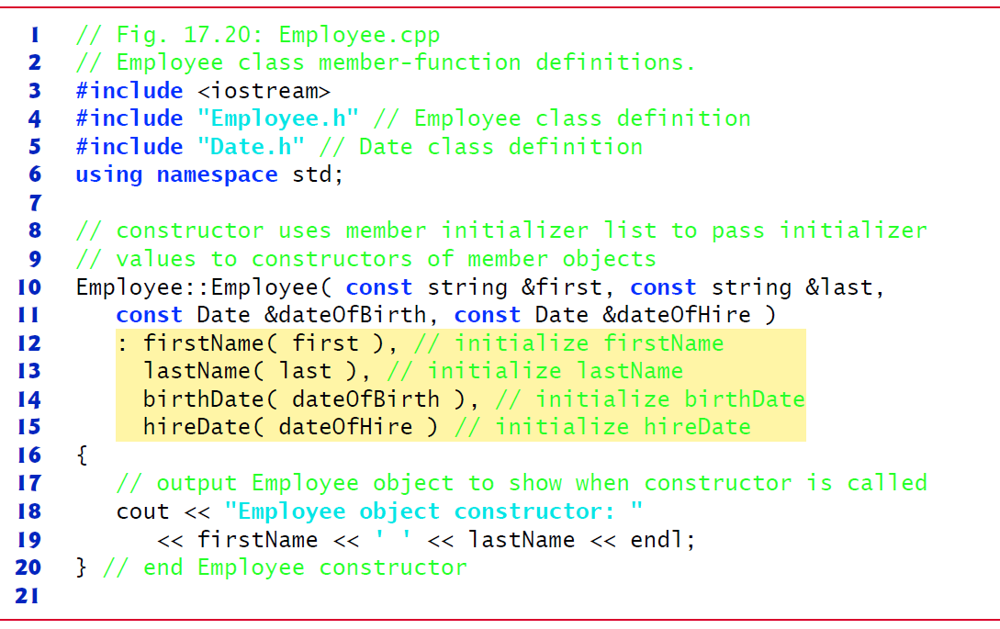 1 // Fig. 17.20: Employee.cpp
2 // Employee class member-function definitions.
3 #include <iostream>
4 #include "Employee.h" // Employee class definition
5 #include "Date.h" // Date class definition
6 using namespace std;
7
8 // constructor uses member initializer list to pass initializer
9 // values to constructors of member objects
10 Employee::Employee( const string &first, const string &last,
11    const Date &dateOfBirth, const Date &dateOfHire )
12    : firstName( first ), // initialize firstName
13      lastName( last ), // initialize lastName
14      birthDate( dateOfBirth ), // initialize birthDate
15      hireDate( dateOfHire ) // initialize hireDate
16 {
17    // output Employee object to show when constructor is called
18    cout << "Employee object constructor: "
19       << firstName << ' ' << lastName << endl;
20 } // end Employee constructor
21